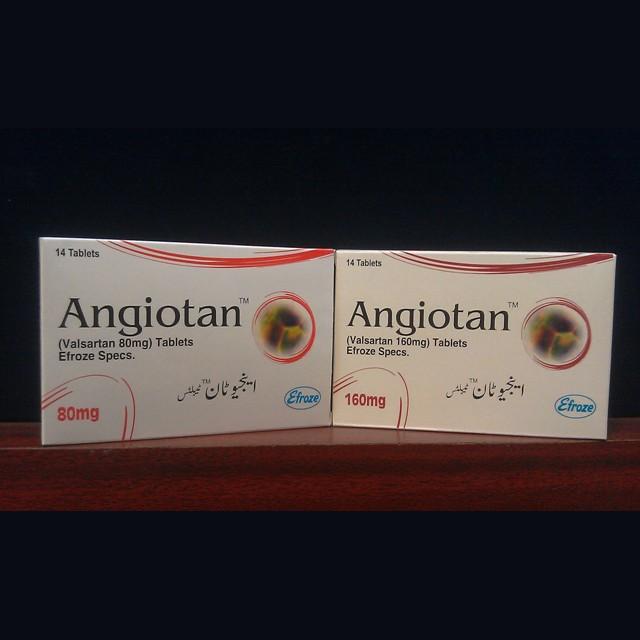 14 Tablets
Angiotan™
(Valsartan 80mg) Tablets
Efroze Specs.
اینجیوٹان™ ٹیبلٹس
80mg
Efroze
14 Tablets
Angiotan™
(Valsartan 160mg) Tablets
Efroze Specs.
اینجیوٹان™ ٹیبلٹس
160mg
Efroze